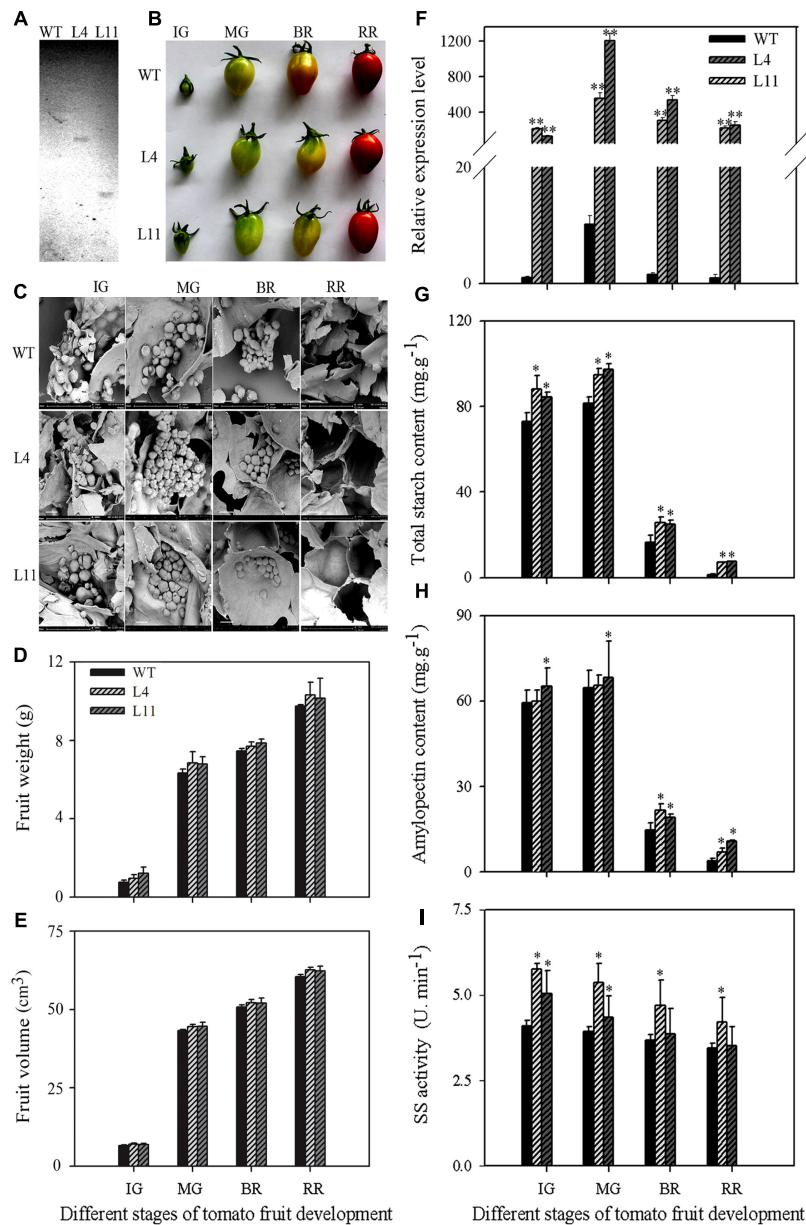 A
WT L4 L11
B
IG MG BR RR
WT
L4
L11
C
IG MG BR RR
WT
L4
L11
D
12
8
4
0
Fruit weight (g)
WT
L4
L11
E
75
50
25
0
Fruit volume (cm³)
IG MG BR RR
Different stages of tomato fruit development
F
1200
800
400
20
0
Relative expression level
WT
L4
L11
** ** ** ** ** ** ** **
G
120
80
40
0
Total starch content (mg.g⁻¹)
* * * * * * * *
H
90
60
30
0
Amylopectin content (mg.g⁻¹)
* * * * * *
I
7.5
5.0
2.5
0.0
SS activity (U. min⁻¹)
* * * * * *
IG MG BR RR
Different stages of tomato fruit development